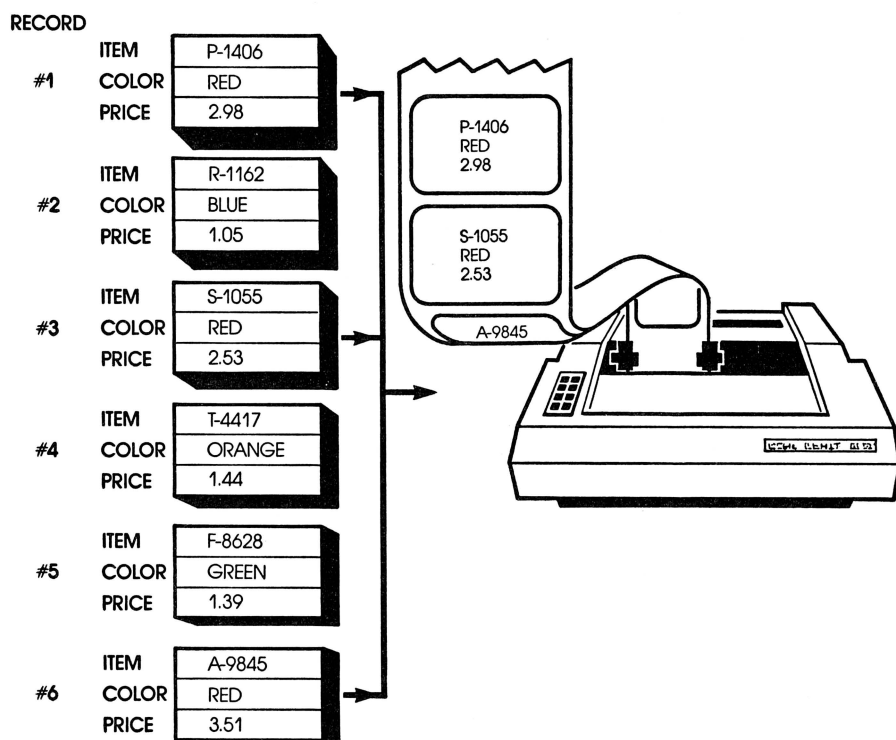 RECORD
#1
ITEM P-1406
COLOR RED
PRICE 2.98
#2
ITEM R-1162
COLOR BLUE
PRICE 1.05
#3
ITEM S-1055
COLOR RED
PRICE 2.53
#4
ITEM T-4417
COLOR ORANGE
PRICE 1.44
#5
ITEM F-8628
COLOR GREEN
PRICE 1.39
#6
ITEM A-9845
COLOR RED
PRICE 3.51
P-1406
RED
2.98
S-1055
RED
2.53
A-9845